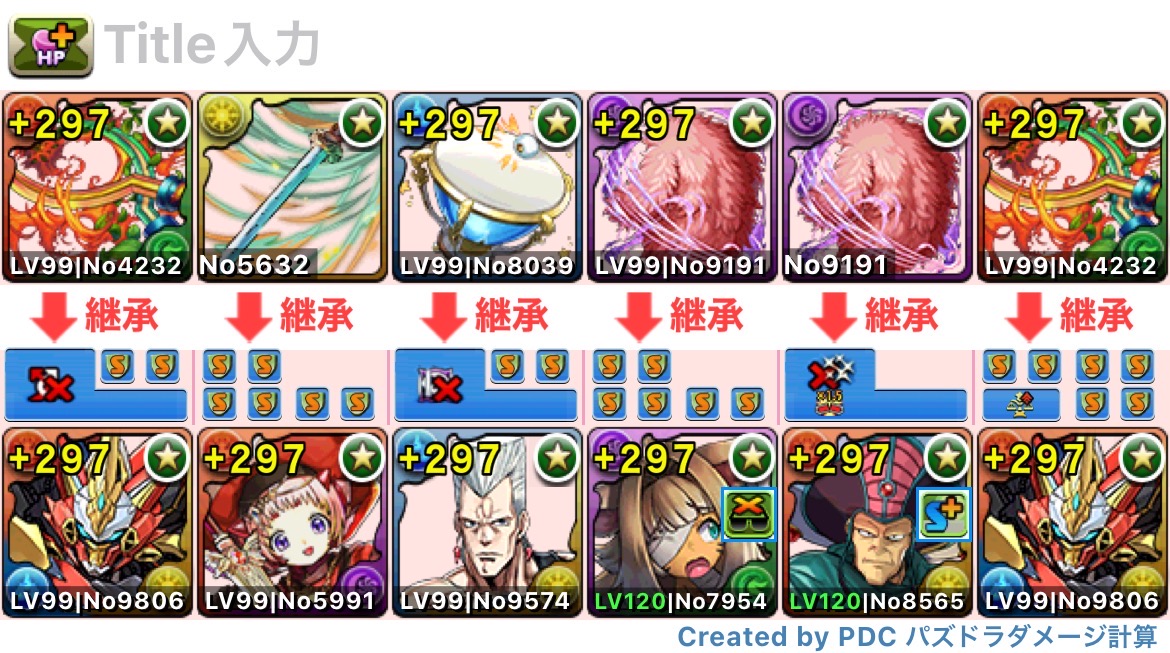 HP Title入力
+297 +297 +297 +297
LV99|No4232 No5632 LV99|No8039 LV99|No9191 No9191 LV99|No4232
継承 継承 継承 継承 継承 継承
S S S S S S S S S S
S S S S S S S S S S ×1.5 S S
+297 +297 +297 +297 +297 +297
S+
LV99|No9806 LV99|No5991 LV99|No9574 LV120|No7954 LV120|No8565 LV99|No9806
Created by PDC パズドラダメージ計算